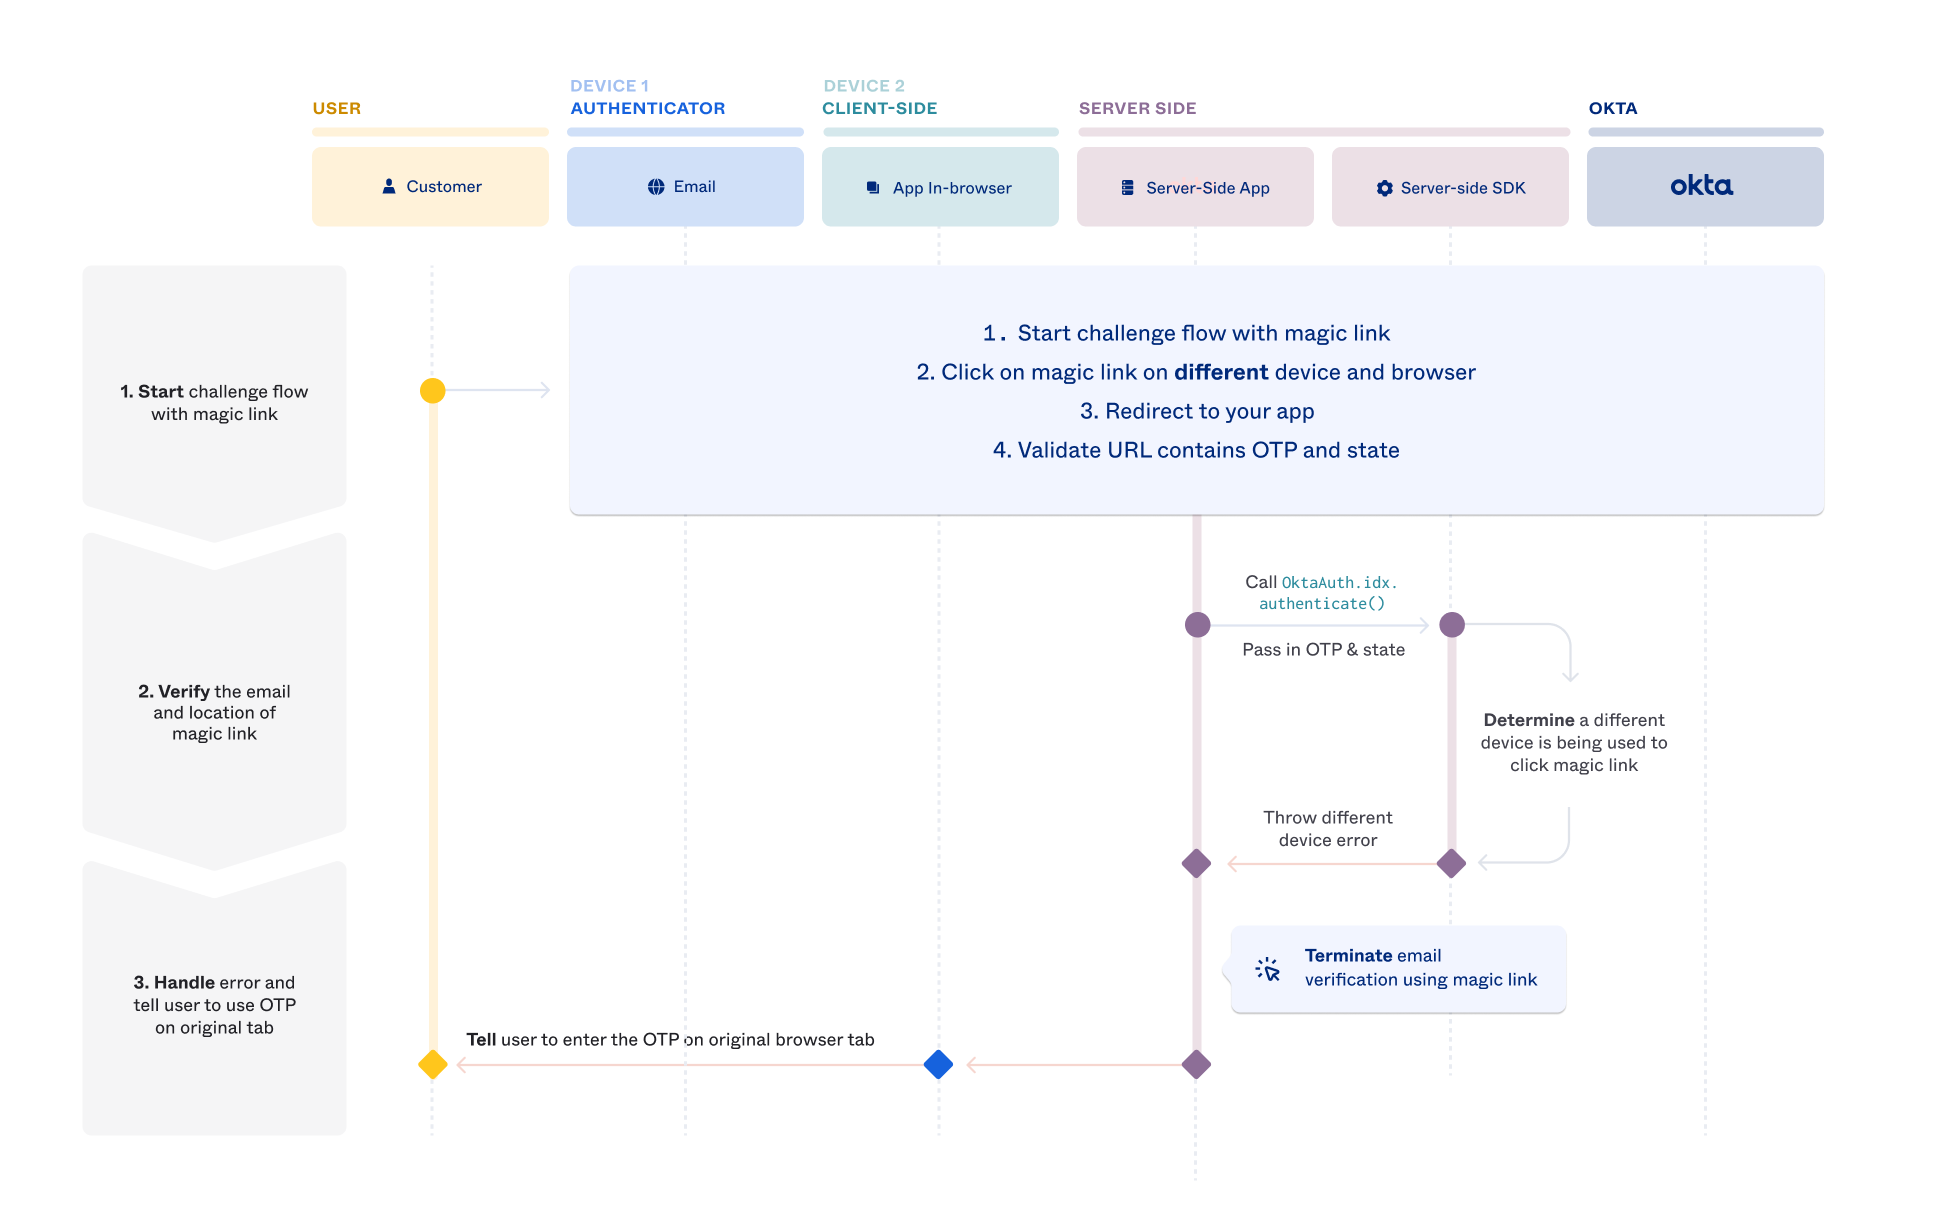 USER
DEVICE 1
AUTHENTICATOR
DEVICE 2
CLIENT-SIDE
SERVER SIDE
OKTA
Customer
Email
App In-browser
Server-Side App
Server-side SDK
okta
1. Start challenge flow
with magic link
1. Start challenge flow with magic link
2. Click on magic link on different device and browser
3. Redirect to your app
4. Validate URL contains OTP and state
2. Verify the email
and location of
magic link
Call OktaAuth.idx.
authenticate()
Pass in OTP & state
Determine a different
device is being used to
click magic link
Throw different
device error
3. Handle error and
tell user to use OTP
on original tab
Terminate email
verification using magic link
Tell user to enter the OTP on original browser tab